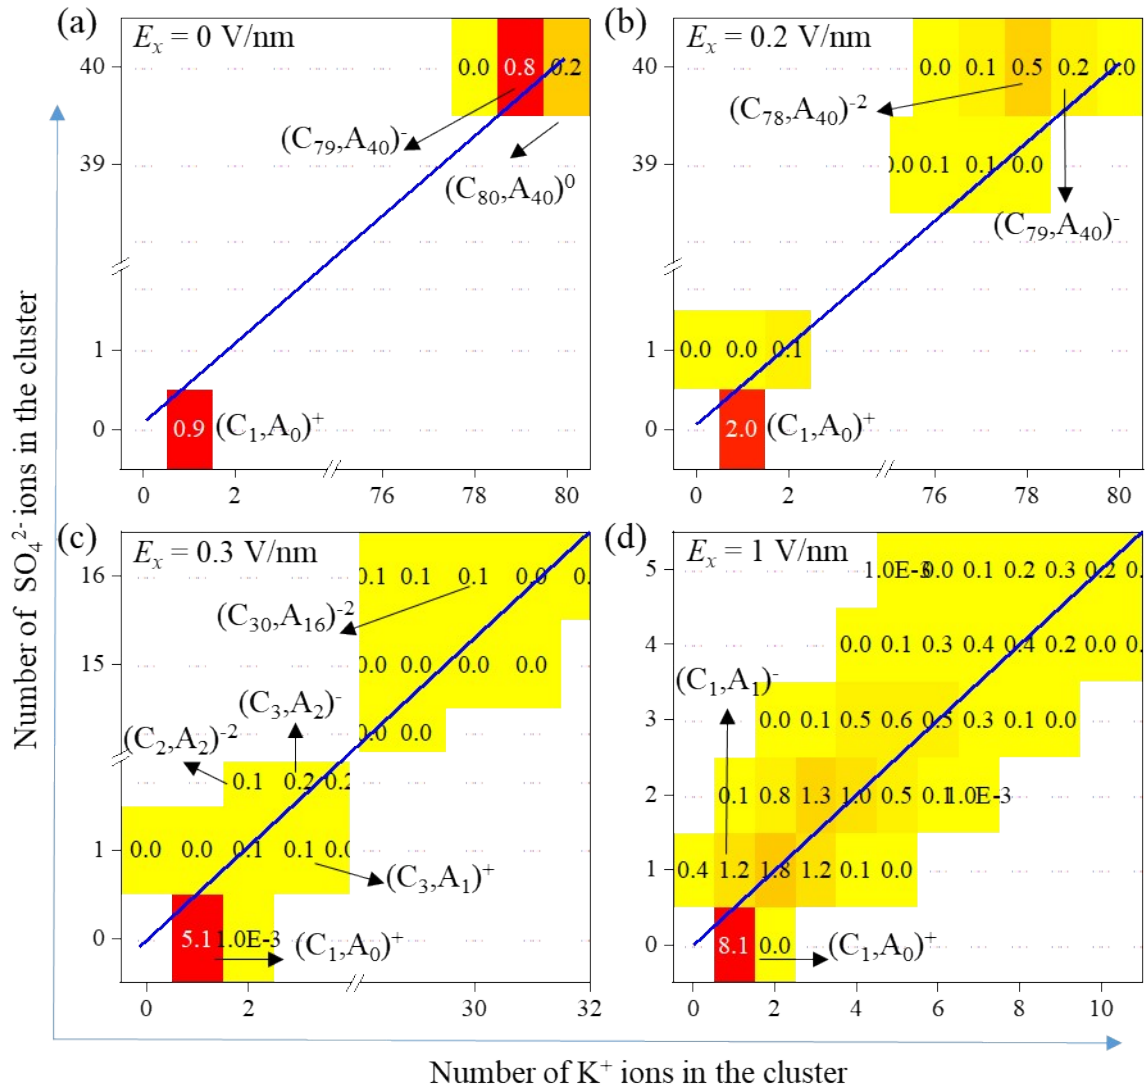 (a) E_x = 0 V/nm
40 0.0 0.8 0.2
(C79,A40)-
39
(C80,A40)0
1
0 0.9 (C1,A0)+
0 2 76 78 80
(b) E_x = 0.2 V/nm
40 0.0 0.1 0.5 0.2 0.0
(C78,A40)-2
39 0.1 0.1 0.0
(C79,A40)-
1 0.0 0.0 0.1
0 2.0 (C1,A0)+
0 2 76 78 80
(c) E_x = 0.3 V/nm
16 0.1 0.1 0.1 0.0
(C30,A16)-2
15 0.0 0.0 0.0 0.0
(C3,A2)-
0.0 0.0
(C2,A2)-2
0.1 0.2 0.2
1 0.0 0.0 0.1 0.1
(C3,A1)+
0 5.1 1.0E-3 (C1,A0)+
0 2 30 32
(d) E_x = 1 V/nm
5 1.0E-3 0.0 0.1 0.2 0.3 0.2
4 0.0 0.1 0.3 0.4 0.4 0.2 0.0
(C1,A1)-
3 0.0 0.1 0.5 0.6 0.5 0.3 0.1 0.0
2 0.1 0.8 1.3 1.0 0.5 0.1 1.0E-3
1 0.4 1.2 1.8 1.2 0.1 0.0
0 8.1 0.0 (C1,A0)+
0 2 4 6 8 10
Number of SO4 2- ions in the cluster
Number of K+ ions in the cluster